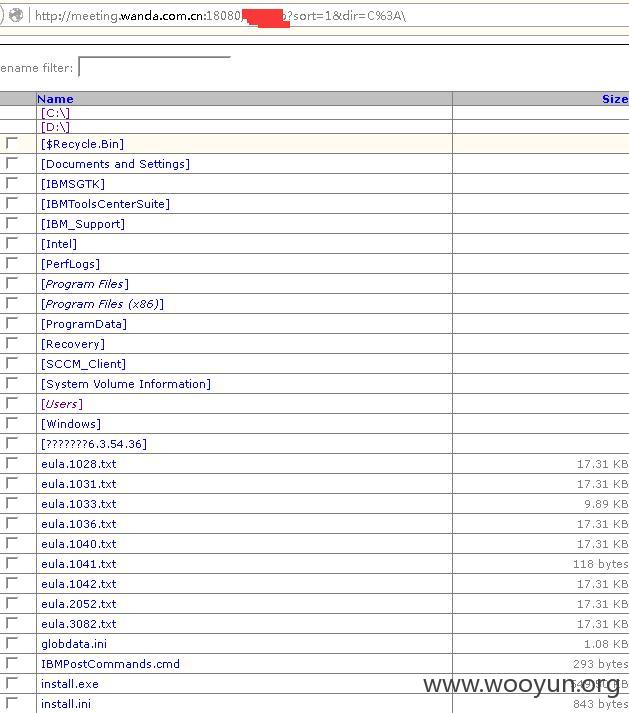 http://meeting.wanda.com.cn:18080/ ?sort=1&dir=C%3A\
ename filter:
Name Size
[C:\]
[D:\]
[$Recycle.Bin]
[Documents and Settings]
[IBMSGTK]
[IBMToolsCenterSuite]
[IBM_Support]
[Intel]
[PerfLogs]
[Program Files]
[Program Files (x86)]
[ProgramData]
[Recovery]
[SCCM_Client]
[System Volume Information]
[Users]
[Windows]
[???????6.3.54.36]
eula.1028.txt 17.31 KB
eula.1031.txt 17.31 KB
eula.1033.txt 9.89 KB
eula.1036.txt 17.31 KB
eula.1040.txt 17.31 KB
eula.1041.txt 118 bytes
eula.1042.txt 17.31 KB
eula.2052.txt 17.31 KB
eula.3082.txt 17.31 KB
globdata.ini 1.08 KB
IBMPostCommands.cmd 293 bytes
install.exe KB
www.wooyun.org
install.ini 843 bytes